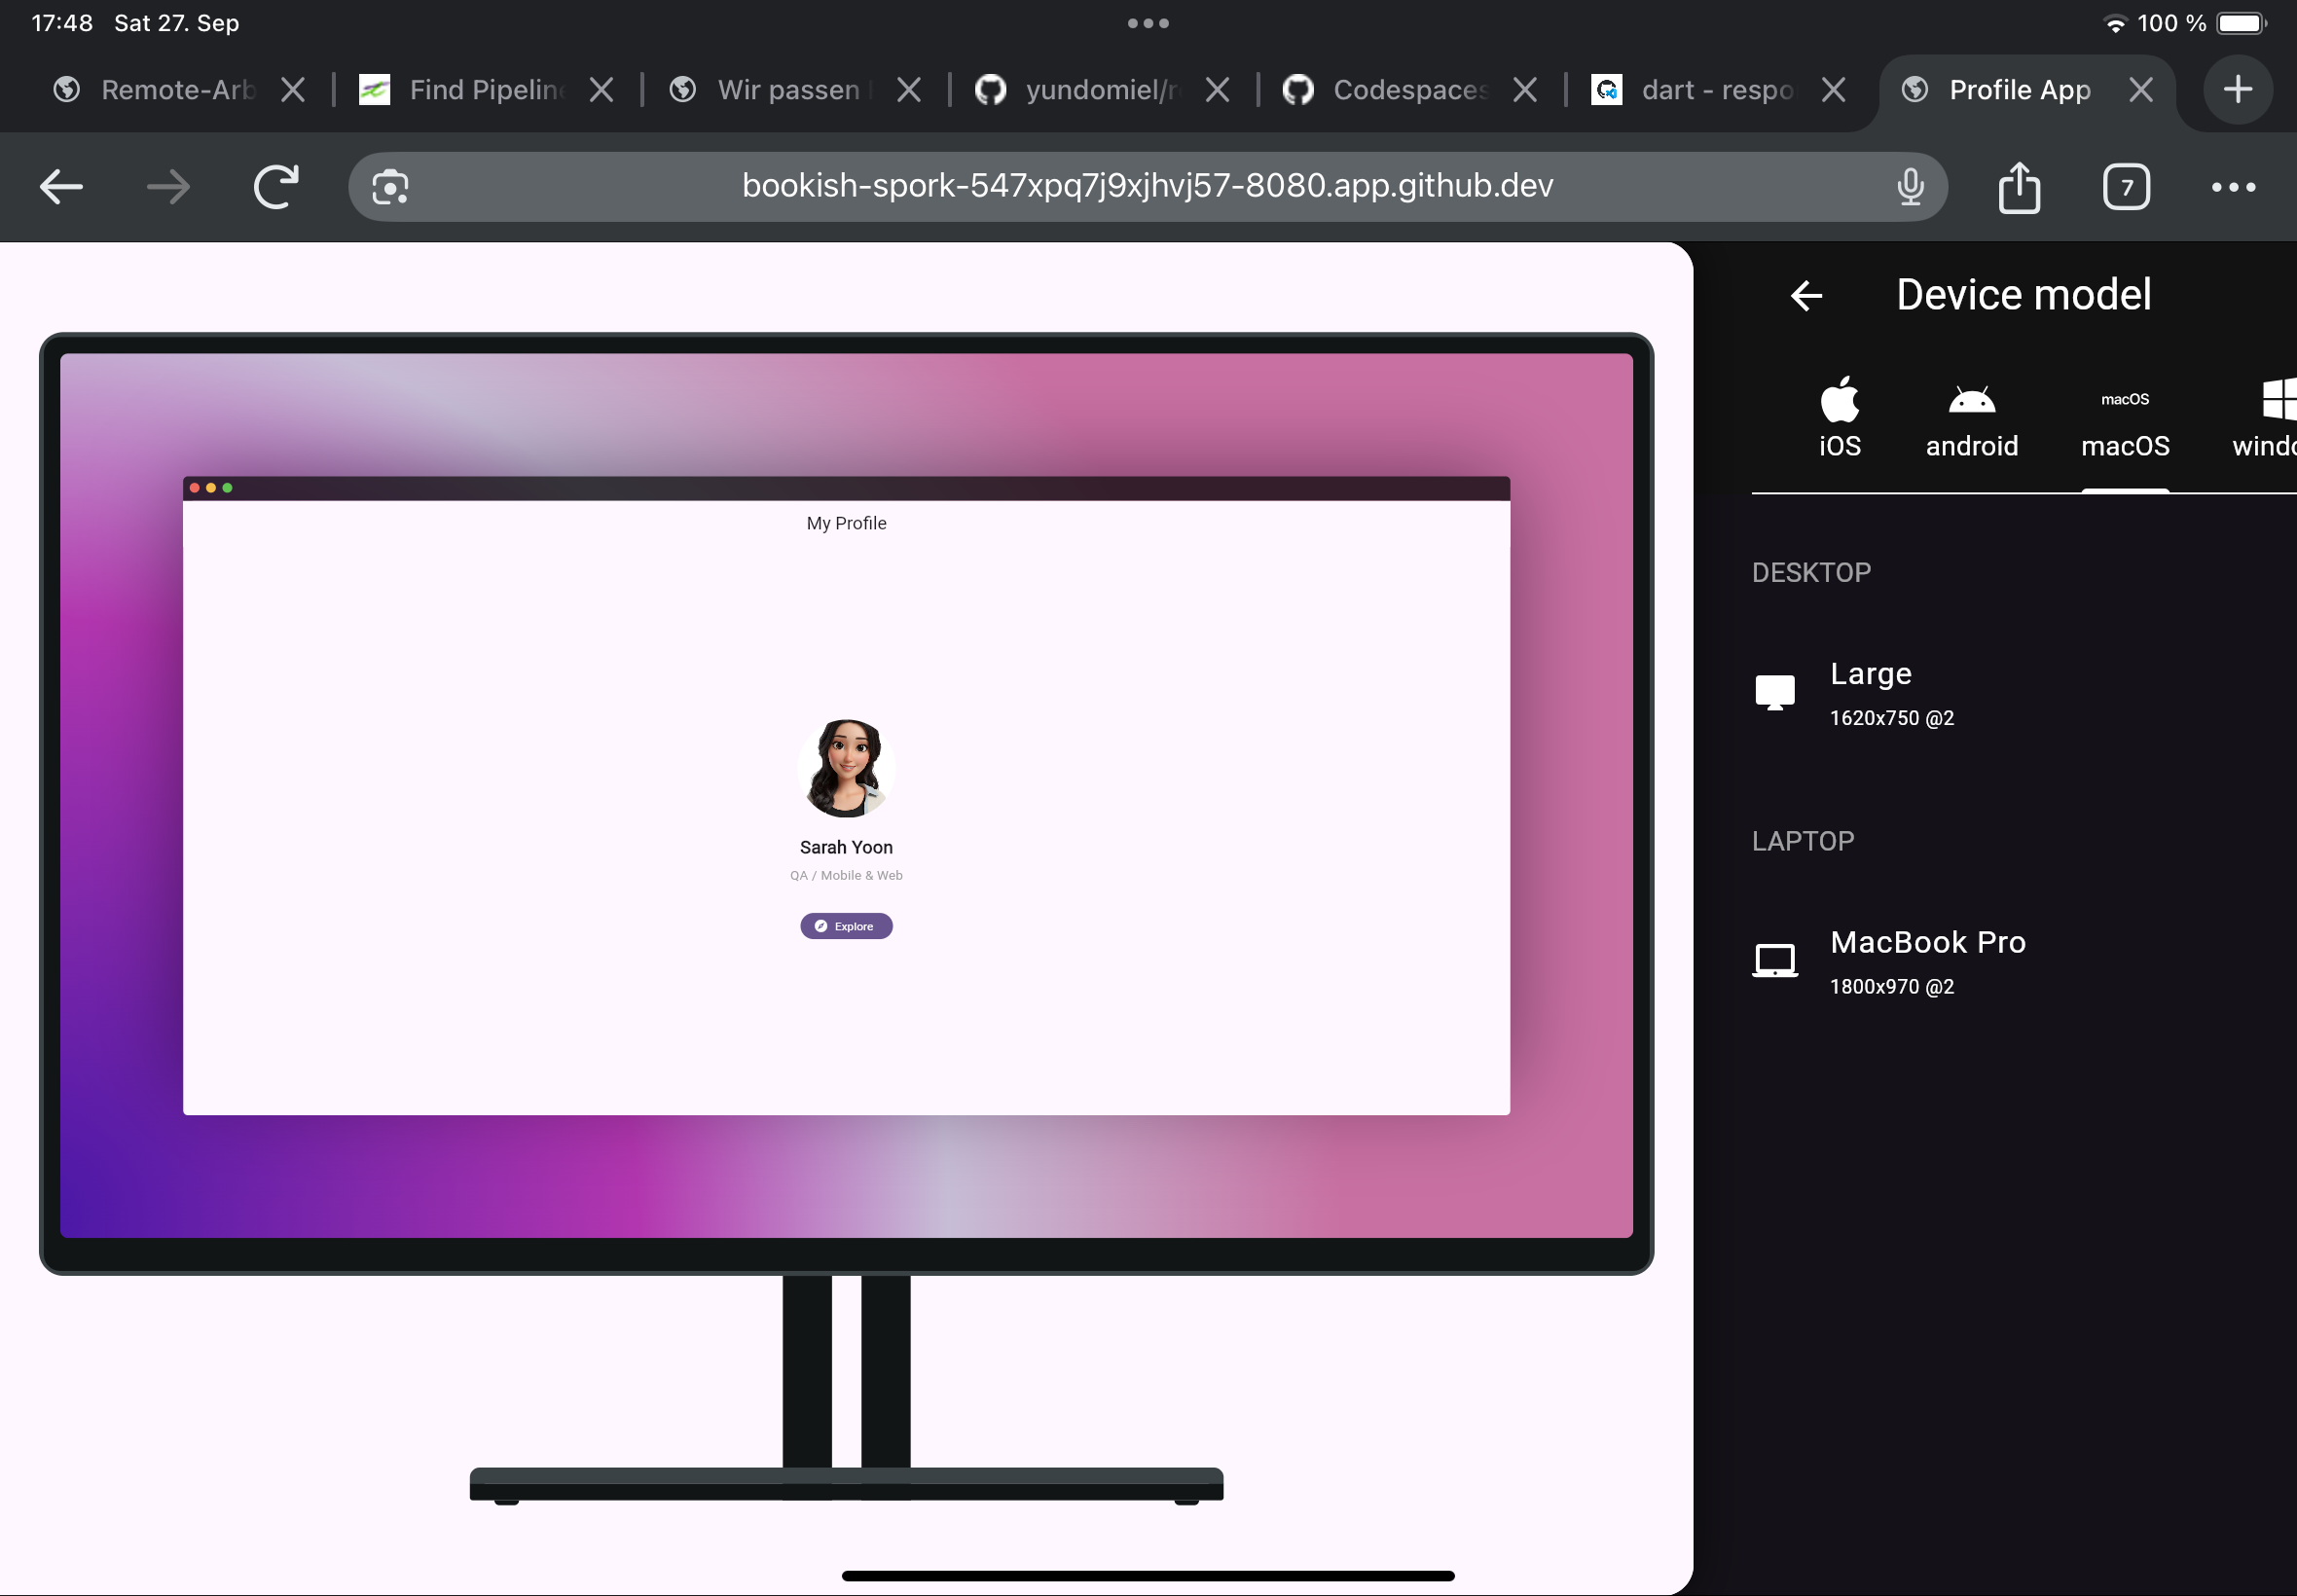 17:48 Sat 27. Sep
100 %
Remote-Arb
Find Pipeline
Wir passen
yundomiel/r
Codespaces
dart - respo
Profile App
bookish-spork-547xpq7j9xjhvj57-8080.app.github.dev
7
My Profile
Sarah Yoon
QA / Mobile & Web
Explore
Device model
macOS
iOS
android
macOS
windo
DESKTOP
Large
1620x750 @2
LAPTOP
MacBook Pro
1800x970 @2